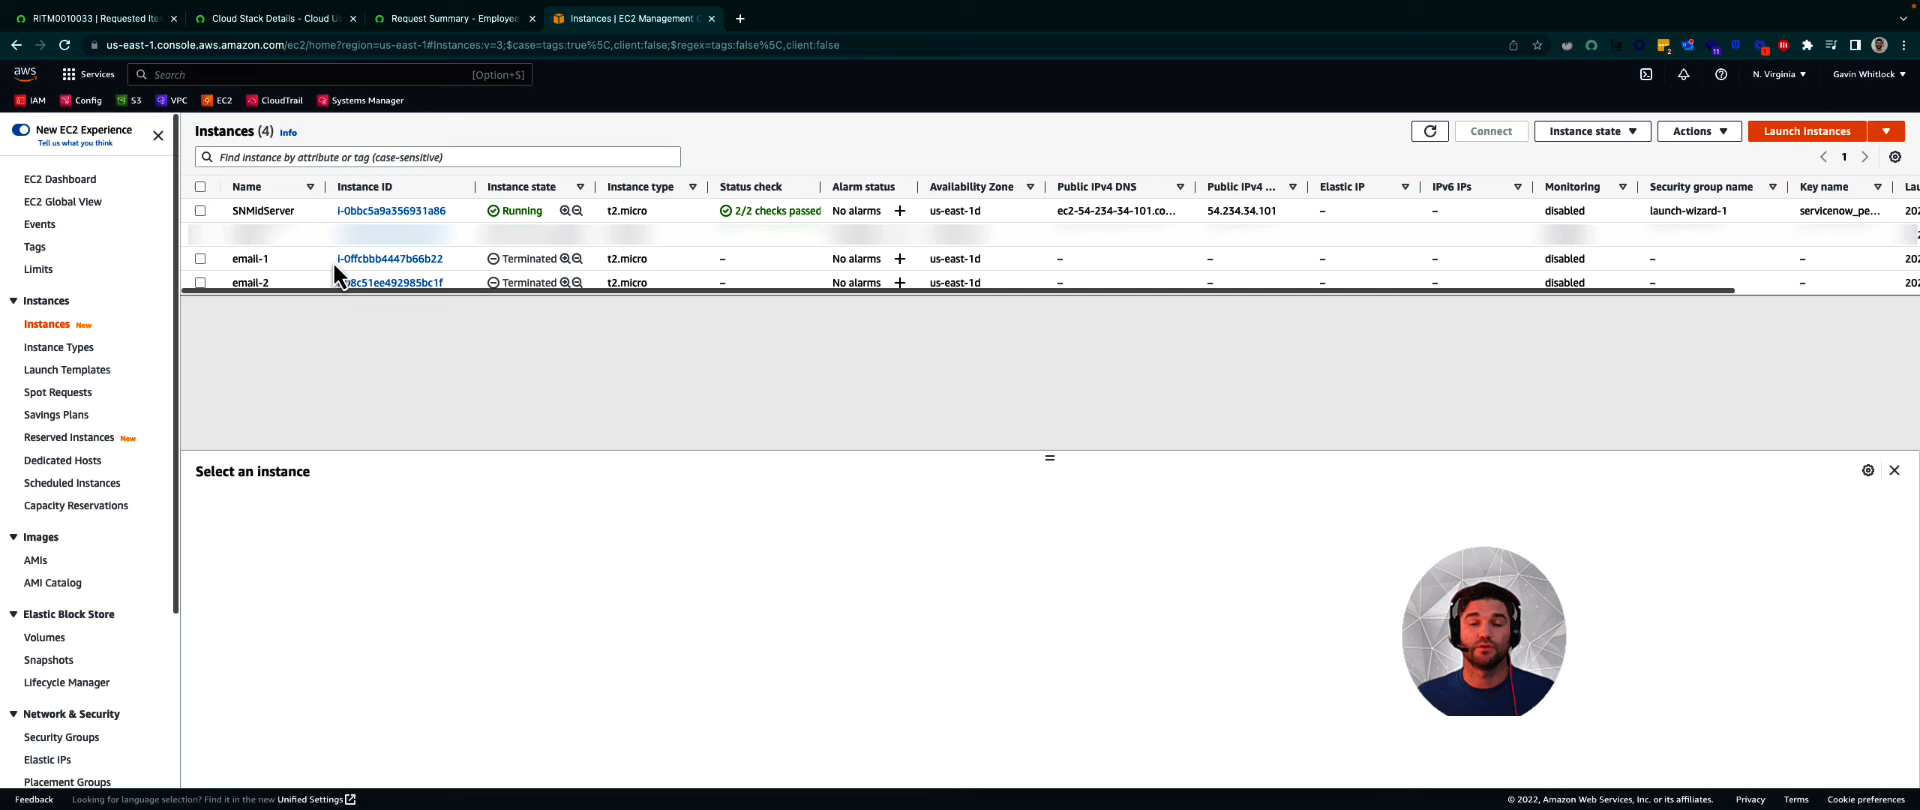 RITM0010033 | Requested Iten
Cloud Stack Details - Cloud Us
Request Summary - Employee
Instances | EC2 Management C
us-east-1.console.aws.amazon.com/ec2/home?region=us-east-1#Instances:v=3;$case=tags:true%5C,client:false;$regex=tags:false%5C,client:false
aws Services Search [Option+S] N. Virginia Gavin Whitlock
IAM Config S3 VPC EC2 CloudTrail Systems Manager
New EC2 Experience
Tell us what you think
EC2 Dashboard
EC2 Global View
Events
Tags
Limits
Instances
Instances New
Instance Types
Launch Templates
Spot Requests
Savings Plans
Reserved Instances New
Dedicated Hosts
Scheduled Instances
Capacity Reservations
Images
AMIs
AMI Catalog
Elastic Block Store
Volumes
Snapshots
Lifecycle Manager
Network & Security
Security Groups
Elastic IPs
Placement Groups
Instances (4) Info
Connect Instance state Actions Launch instances
Find instance by attribute or tag (case-sensitive) 1
Name Instance ID Instance state Instance type Status check Alarm status Availability Zone Public IPv4 DNS Public IPv4 ... Elastic IP IPv6 IPs Monitoring Security group name Key name Lau
SNMidServer i-0bbc5a9a356931a86 Running t2.micro 2/2 checks passed No alarms + us-east-1d ec2-54-234-34-101.co... 54.234.34.101 – – disabled launch-wizard-1 servicenow_pe... 202
email-1 i-0ffcbbb4447b66b22 Terminated t2.micro – No alarms + us-east-1d – – – – disabled – – 202
email-2 8c51ee492985bc1f Terminated t2.micro – No alarms + us-east-1d – – – – disabled – – 202
Select an instance
Feedback Looking for language selection? Find it in the new Unified Settings © 2022, Amazon Web Services, Inc. or its affiliates. Privacy Terms Cookie preferences